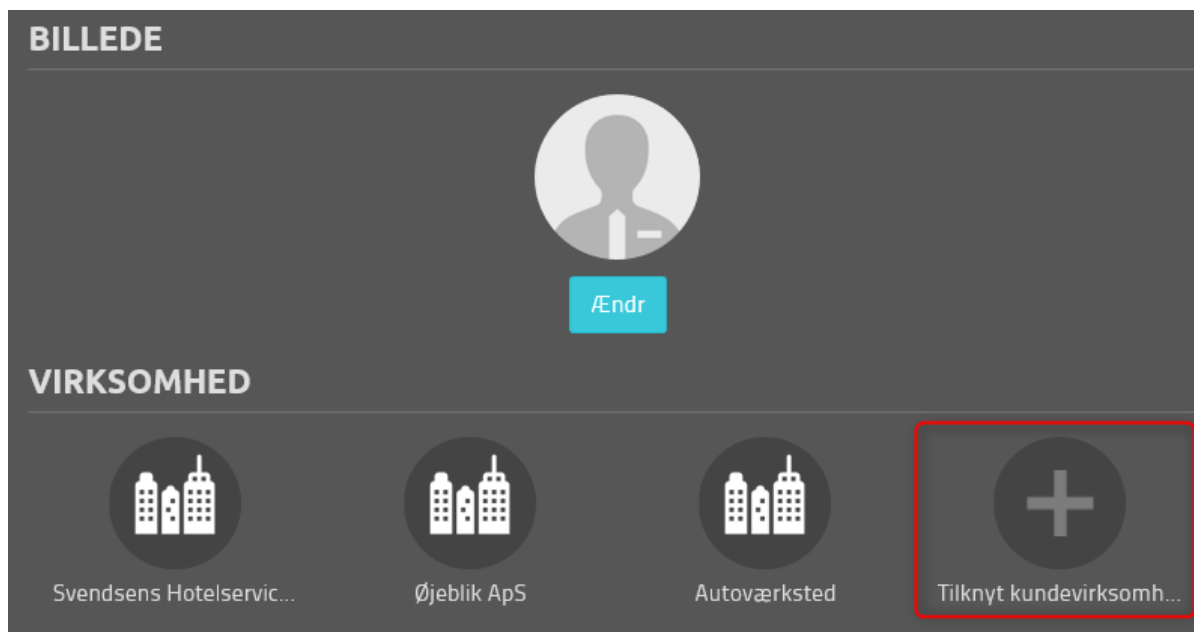 BILLEDE
Ændr
VIRKSOMHED
Svendsens Hotelservic...
Øjeblik ApS
Autoværksted
Tilknyt kundevirksomh...